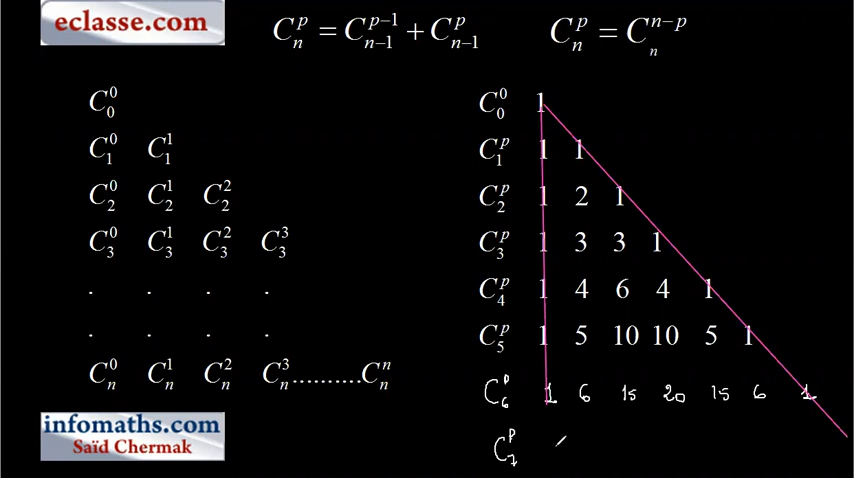 eclasse.com
C_n^p = C_{n-1}^{p-1} + C_{n-1}^p
C_n^p = C_n^{n-p}
C_0^0
C_1^0 C_1^1
C_2^0 C_2^1 C_2^2
C_3^0 C_3^1 C_3^2 C_3^3
. . . .
. . . .
C_n^0 C_n^1 C_n^2 C_n^3..........C_n^n
C_0^0 1
C_1^p 1 1
C_2^p 1 2 1
C_3^p 1 3 3 1
C_4^p 1 4 6 4 1
C_5^p 1 5 10 10 5 1
C_6^p 1 6 15 20 15 6 1
C_7^p
infomaths.com
Saïd Chermak